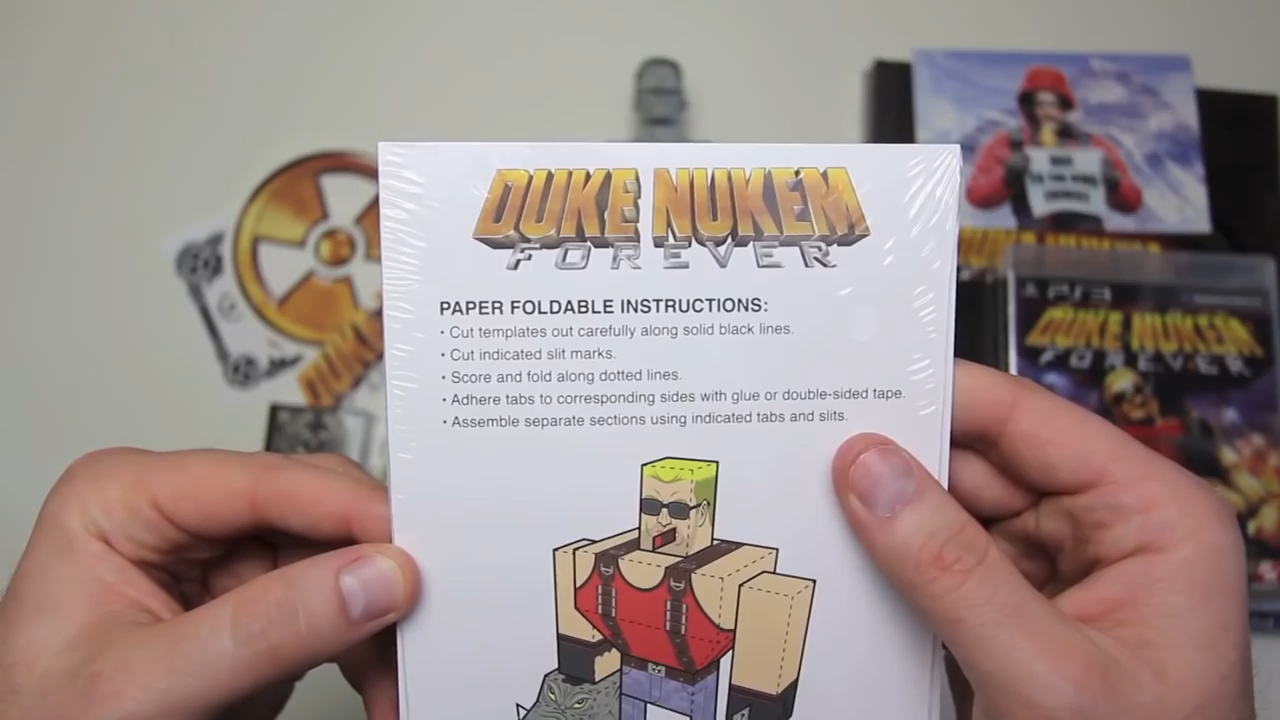 DUKE NUKEM
FOREVER
PAPER FOLDABLE INSTRUCTIONS:
• Cut templates out carefully along solid black lines.
• Cut indicated slit marks.
• Score and fold along dotted lines.
• Adhere tabs to corresponding sides with glue or double-sided tape.
• Assemble separate sections using indicated tabs and slits.
DUKE
PS3
DUKE NUKEM
FOREVER